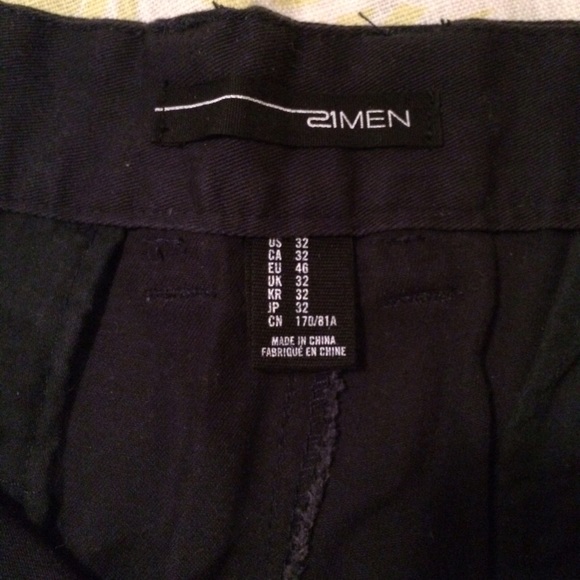 21MEN
US 32
CA 32
EU 46
UK 32
KR 32
JP 32
CN 170/81A
MADE IN CHINA
FABRIQUÉ EN CHINE